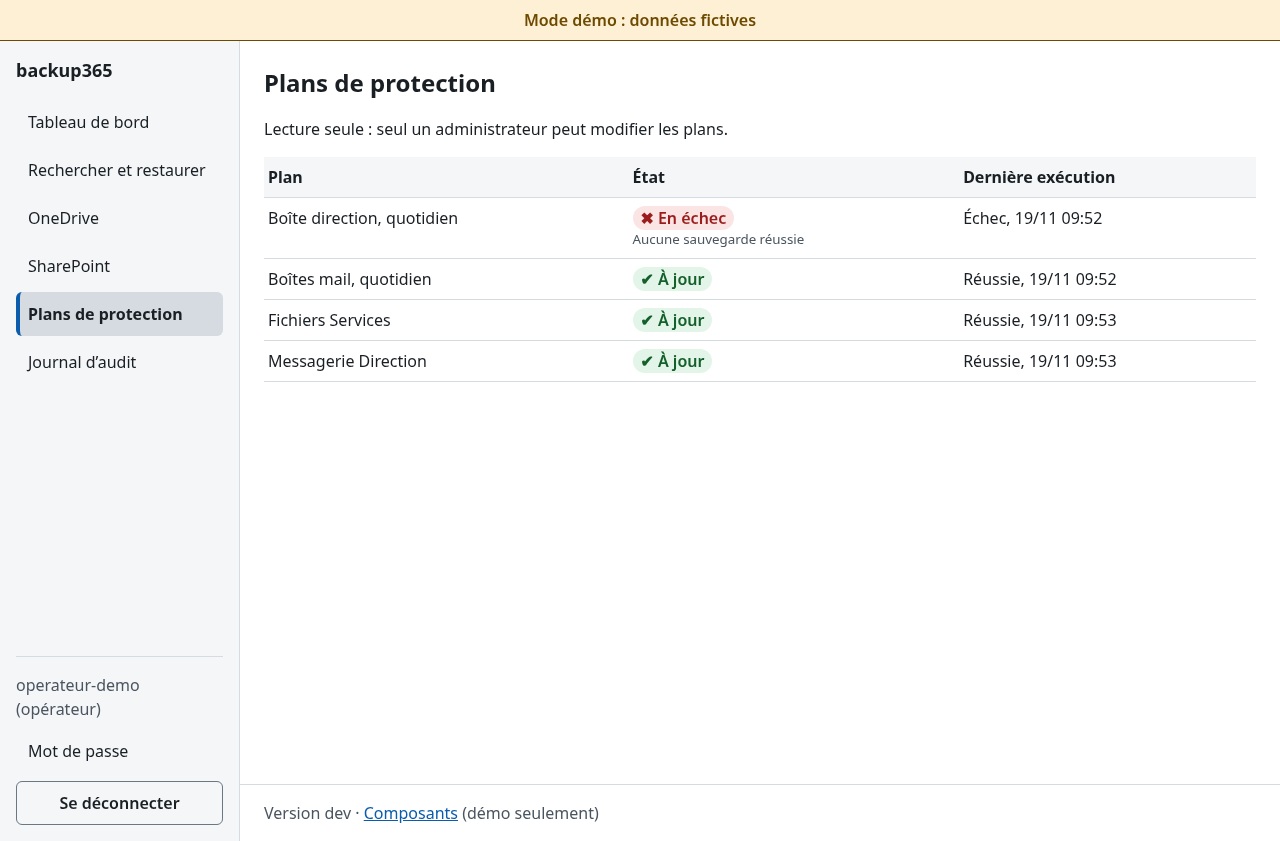 Mode démo : données fictives
backup365
Tableau de bord
Rechercher et restaurer
OneDrive
SharePoint
Plans de protection
Journal d’audit
operateur-demo
(opérateur)
Mot de passe
Se déconnecter
Plans de protection
Lecture seule : seul un administrateur peut modifier les plans.
Plan État Dernière exécution
Boîte direction, quotidien ✖ En échec Échec, 19/11 09:52
Aucune sauvegarde réussie
Boîtes mail, quotidien ✔ À jour Réussie, 19/11 09:52
Fichiers Services ✔ À jour Réussie, 19/11 09:53
Messagerie Direction ✔ À jour Réussie, 19/11 09:53
Version dev · Composants (démo seulement)